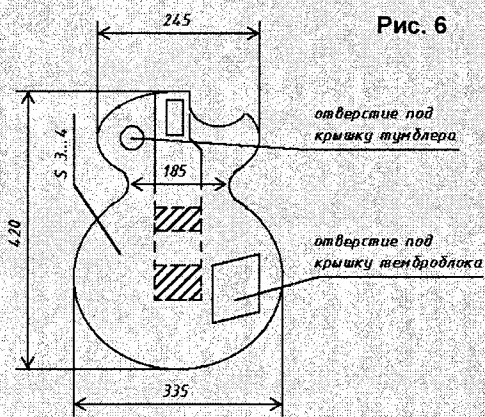 245
Рис. 6
отверстие под
крышку тумблера
S 3...4
185
420
отверстие под
крышку темброблока
335